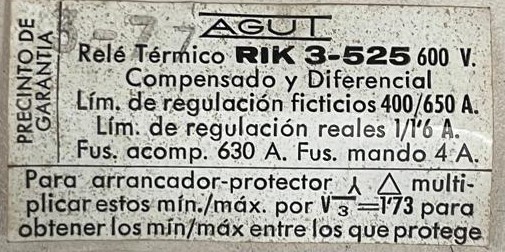 PRECINTO DE GARANTIA
AGUT
Relé Térmico RIK 3-525 600 V.
Compensado y Diferencial
Lím. de regulación ficticios 400/650 A.
Lím. de regulación reales 1/1'6 A.
Fus. acomp. 630 A. Fus. mando 4 A.
Para arrancador-protector ⅄ △ multi-
plicar estos mín./máx. por √3=1'73 para
obtener los mín/máx entre los que protege